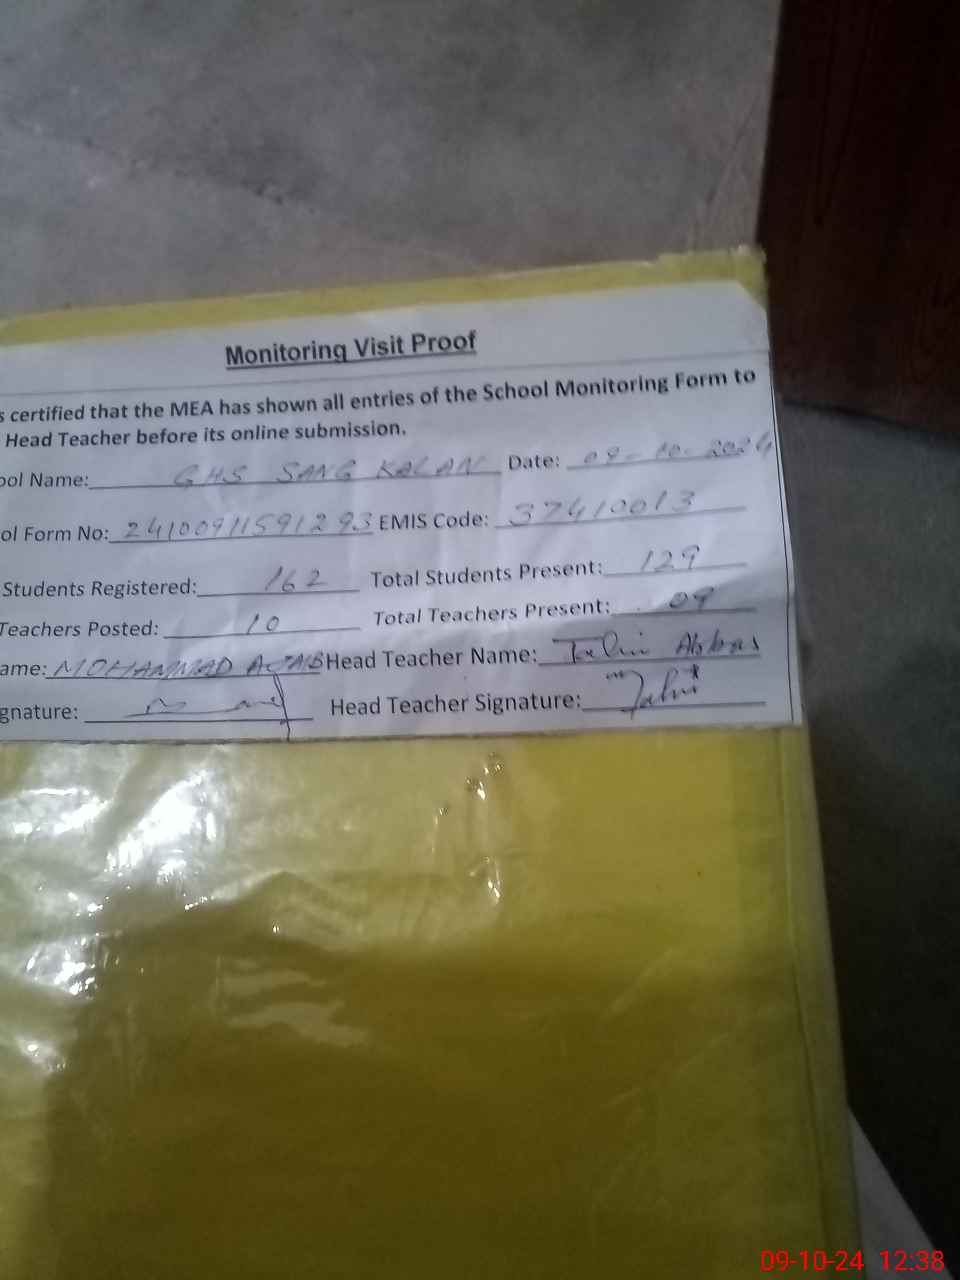 Monitoring Visit Proof
s certified that the MEA has shown all entries of the School Monitoring Form to
Head Teacher before its online submission.
ool Name: GHS SANG KALAN Date: 09-10-2024
ol Form No: 24100911591293 EMIS Code: 37410013
Students Registered: 162 Total Students Present: 129
Teachers Posted: 10 Total Teachers Present: 09
ame: MOHAMMAD AJAIB Head Teacher Name: Abbas
gnature: Head Teacher Signature:
09-10-24 12:38